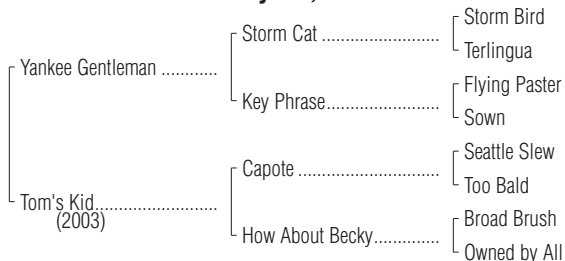 Storm Bird
Storm Cat ......................
Terlingua
Yankee Gentleman ............
Flying Paster
Key Phrase......................
Sown
Seattle Slew
Capote ...........................
Too Bald
Tom's Kid..........................
(2003)
Broad Brush
How About Becky.............
Owned by All